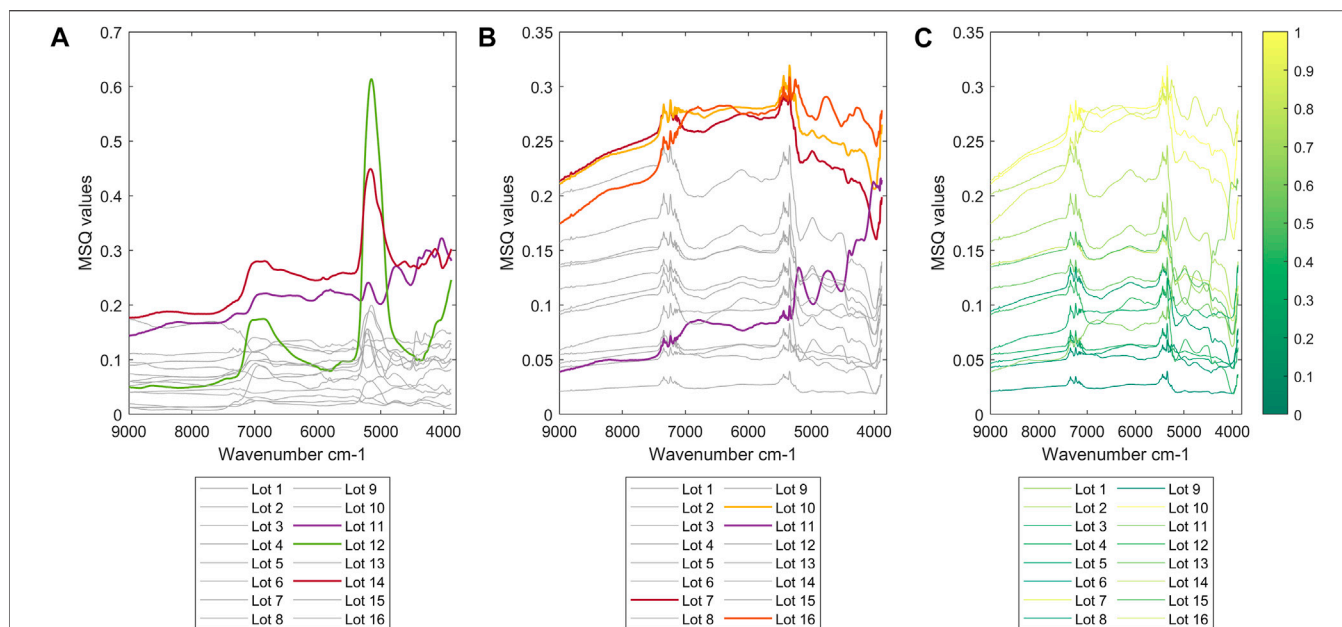 A
MSQ values
0.7
0.6
0.5
0.4
0.3
0.2
0.1
0
9000 8000 7000 6000 5000 4000
Wavenumber cm-1
Lot 1 Lot 9
Lot 2 Lot 10
Lot 3 Lot 11
Lot 4 Lot 12
Lot 5 Lot 13
Lot 6 Lot 14
Lot 7 Lot 15
Lot 8 Lot 16
B
MSQ values
0.35
0.3
0.25
0.2
0.15
0.1
0.05
0
9000 8000 7000 6000 5000 4000
Wavenumber cm-1
Lot 1 Lot 9
Lot 2 Lot 10
Lot 3 Lot 11
Lot 4 Lot 12
Lot 5 Lot 13
Lot 6 Lot 14
Lot 7 Lot 15
Lot 8 Lot 16
C
MSQ values
0.35
0.3
0.25
0.2
0.15
0.1
0.05
0
9000 8000 7000 6000 5000 4000
Wavenumber cm-1
1
0.9
0.8
0.7
0.6
0.5
0.4
0.3
0.2
0.1
0
Lot 1 Lot 9
Lot 2 Lot 10
Lot 3 Lot 11
Lot 4 Lot 12
Lot 5 Lot 13
Lot 6 Lot 14
Lot 7 Lot 15
Lot 8 Lot 16